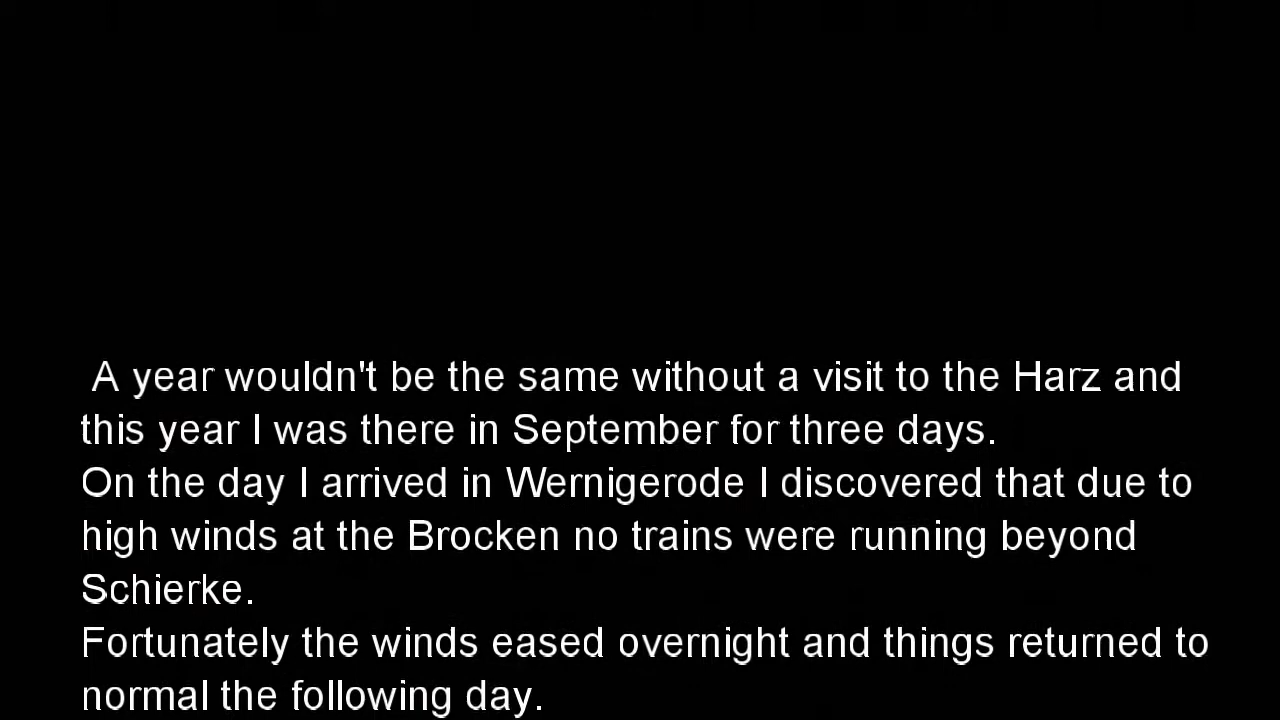 A year wouldn't be the same without a visit to the Harz and
this year I was there in September for three days.
On the day I arrived in Wernigerode I discovered that due to
high winds at the Brocken no trains were running beyond
Schierke.
Fortunately the winds eased overnight and things returned to
normal the following day.